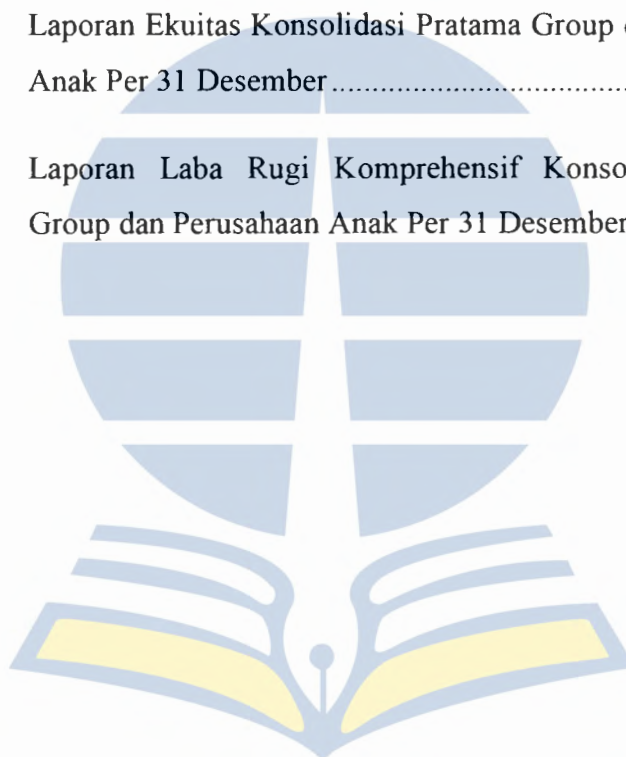 Laporan Ekuitas Konsolidasi Pratama Group
Anak Per 31 Desember........................................
Laporan Laba Rugi Komprehensif Konso
Group dan Perusahaan Anak Per 31 Desember